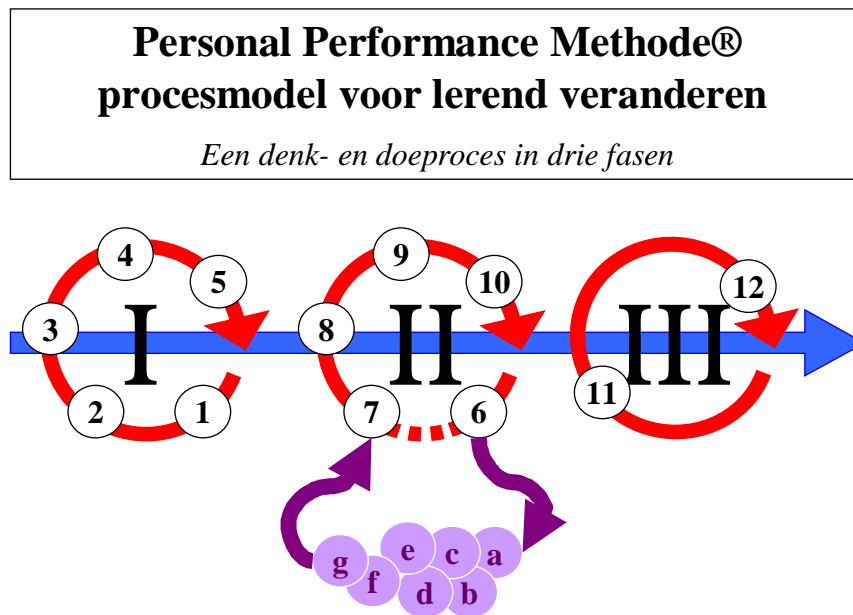 Personal Performance Methode®
procesmodel voor lerend veranderen
Een denk- en doeproces in drie fasen
4
5
3
I
2
1
9
10
8
II
7
6
12
III
11
e
c
a
g
f
d
b